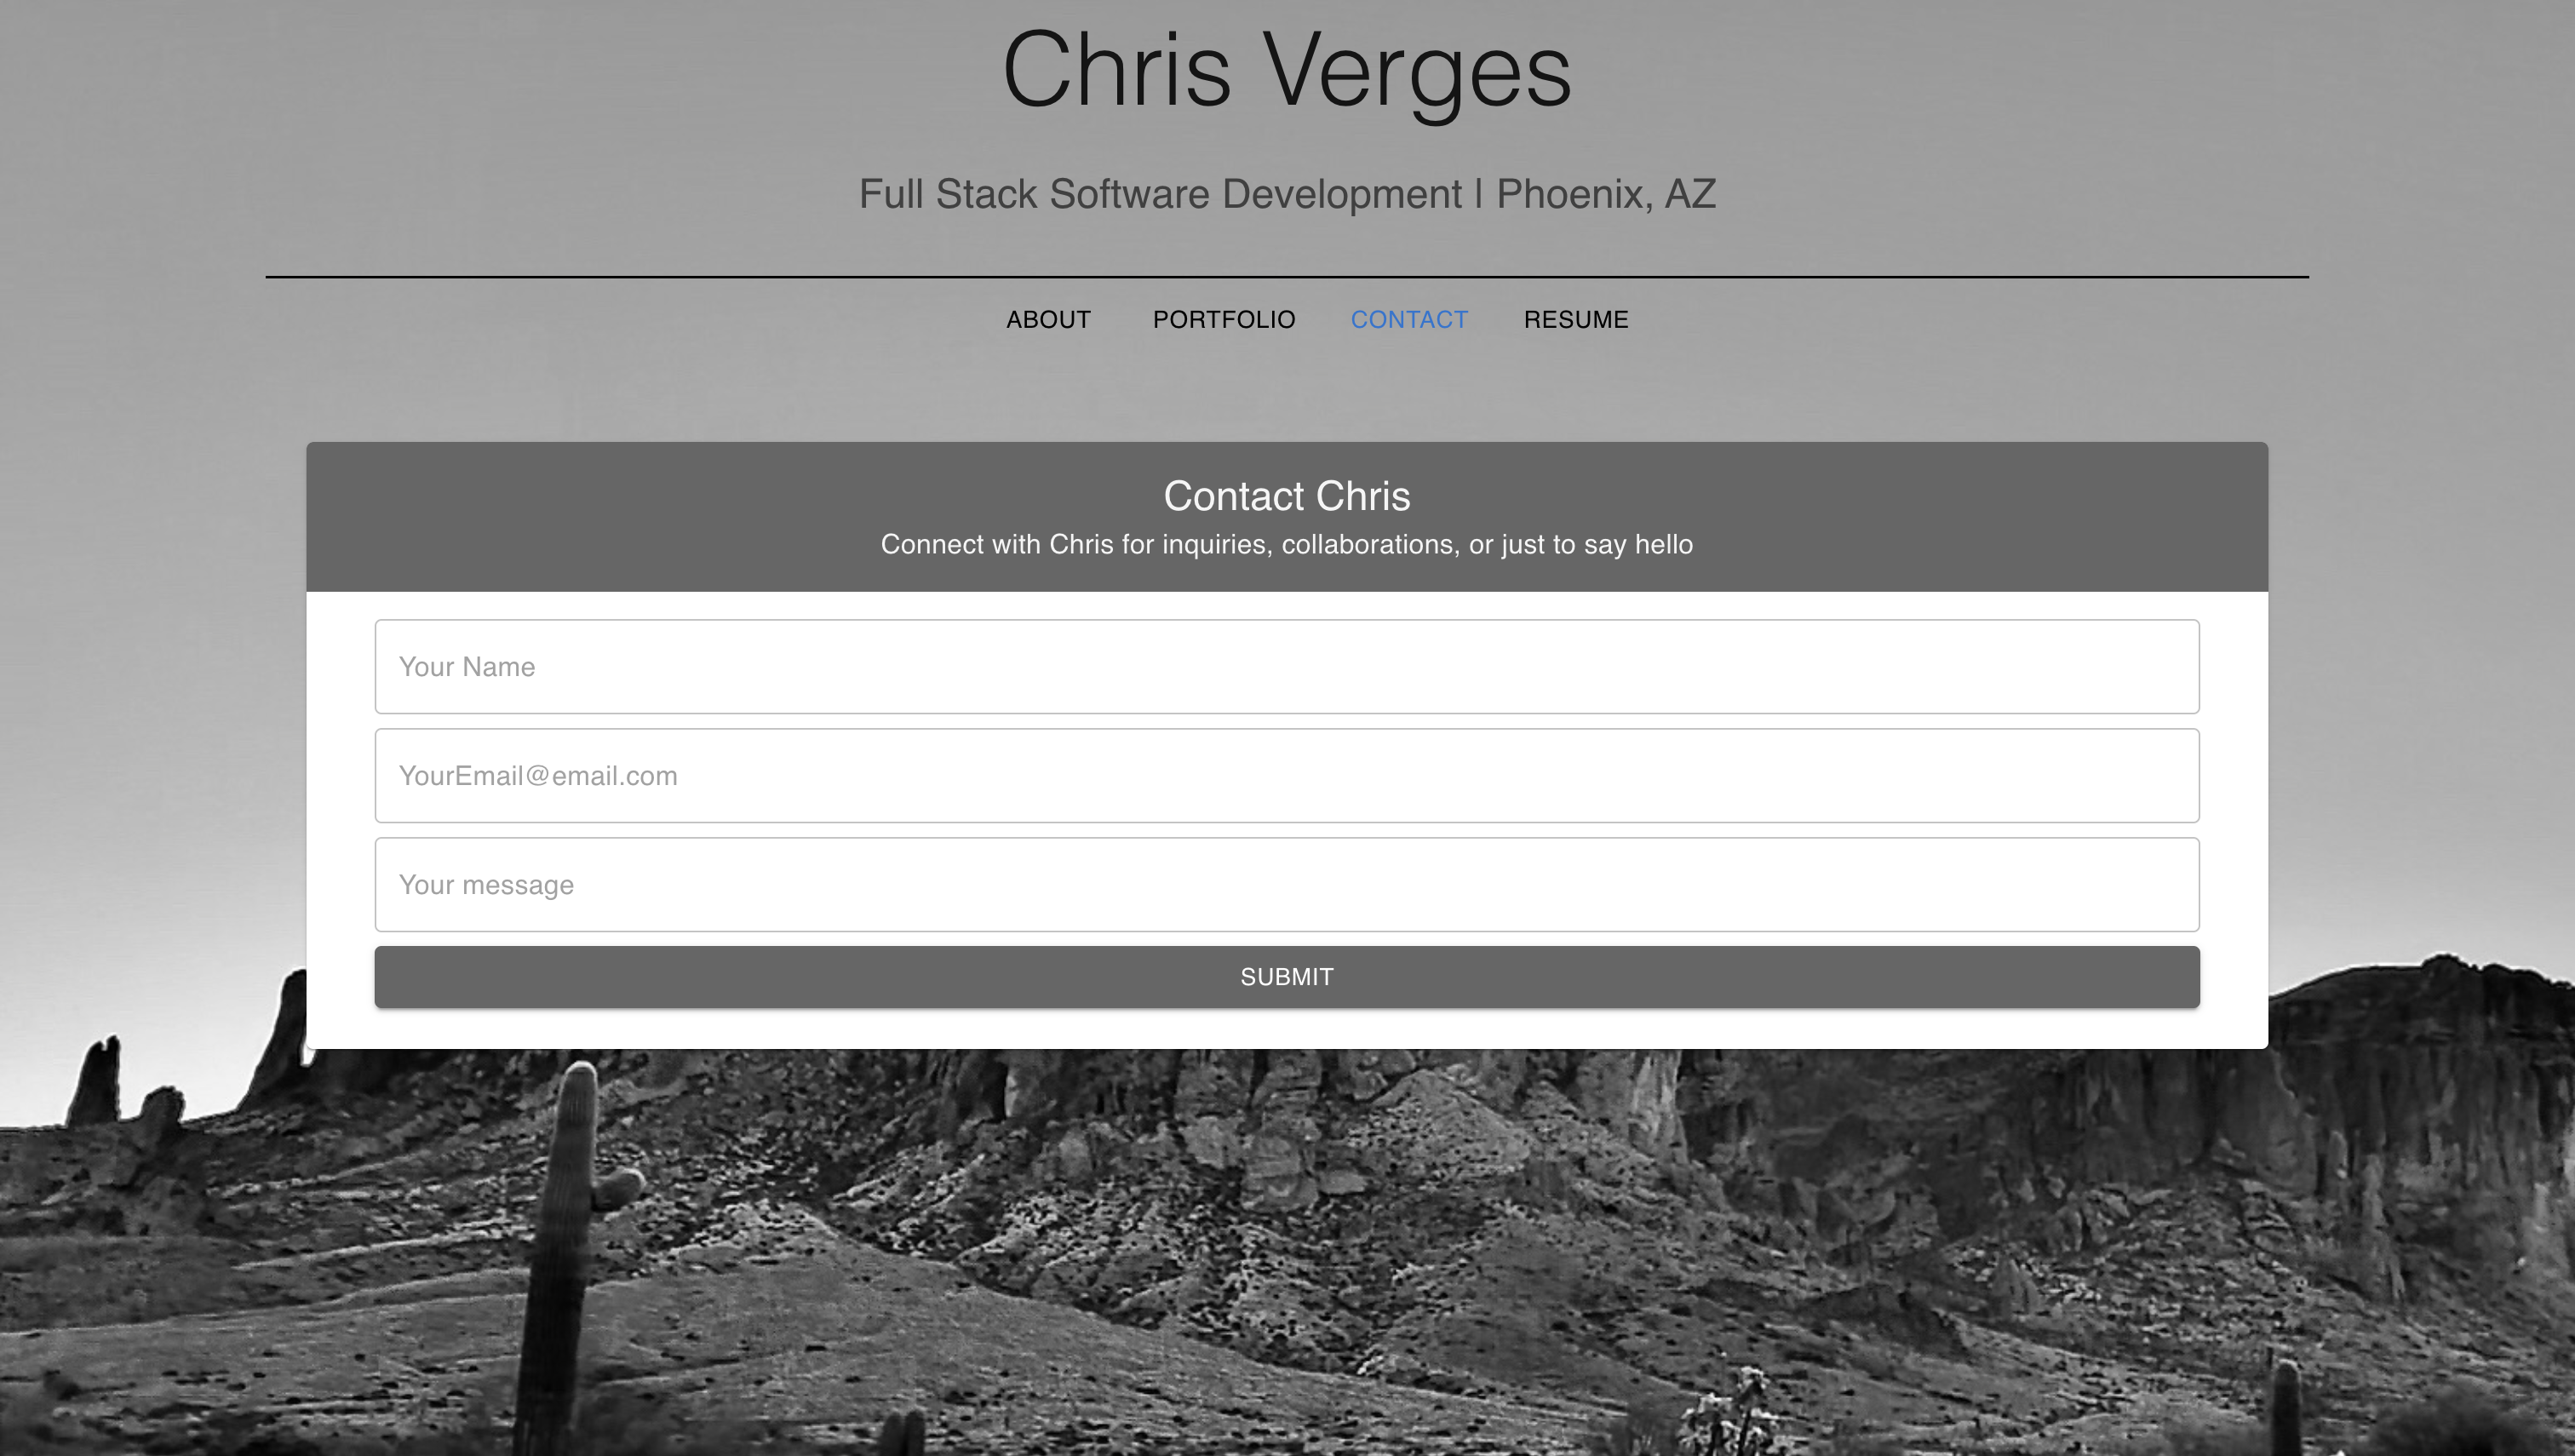 Chris Verges
Full Stack Software Development | Phoenix, AZ
ABOUT PORTFOLIO CONTACT RESUME
Contact Chris
Connect with Chris for inquiries, collaborations, or just to say hello
Your Name
YourEmail@email.com
Your message
SUBMIT